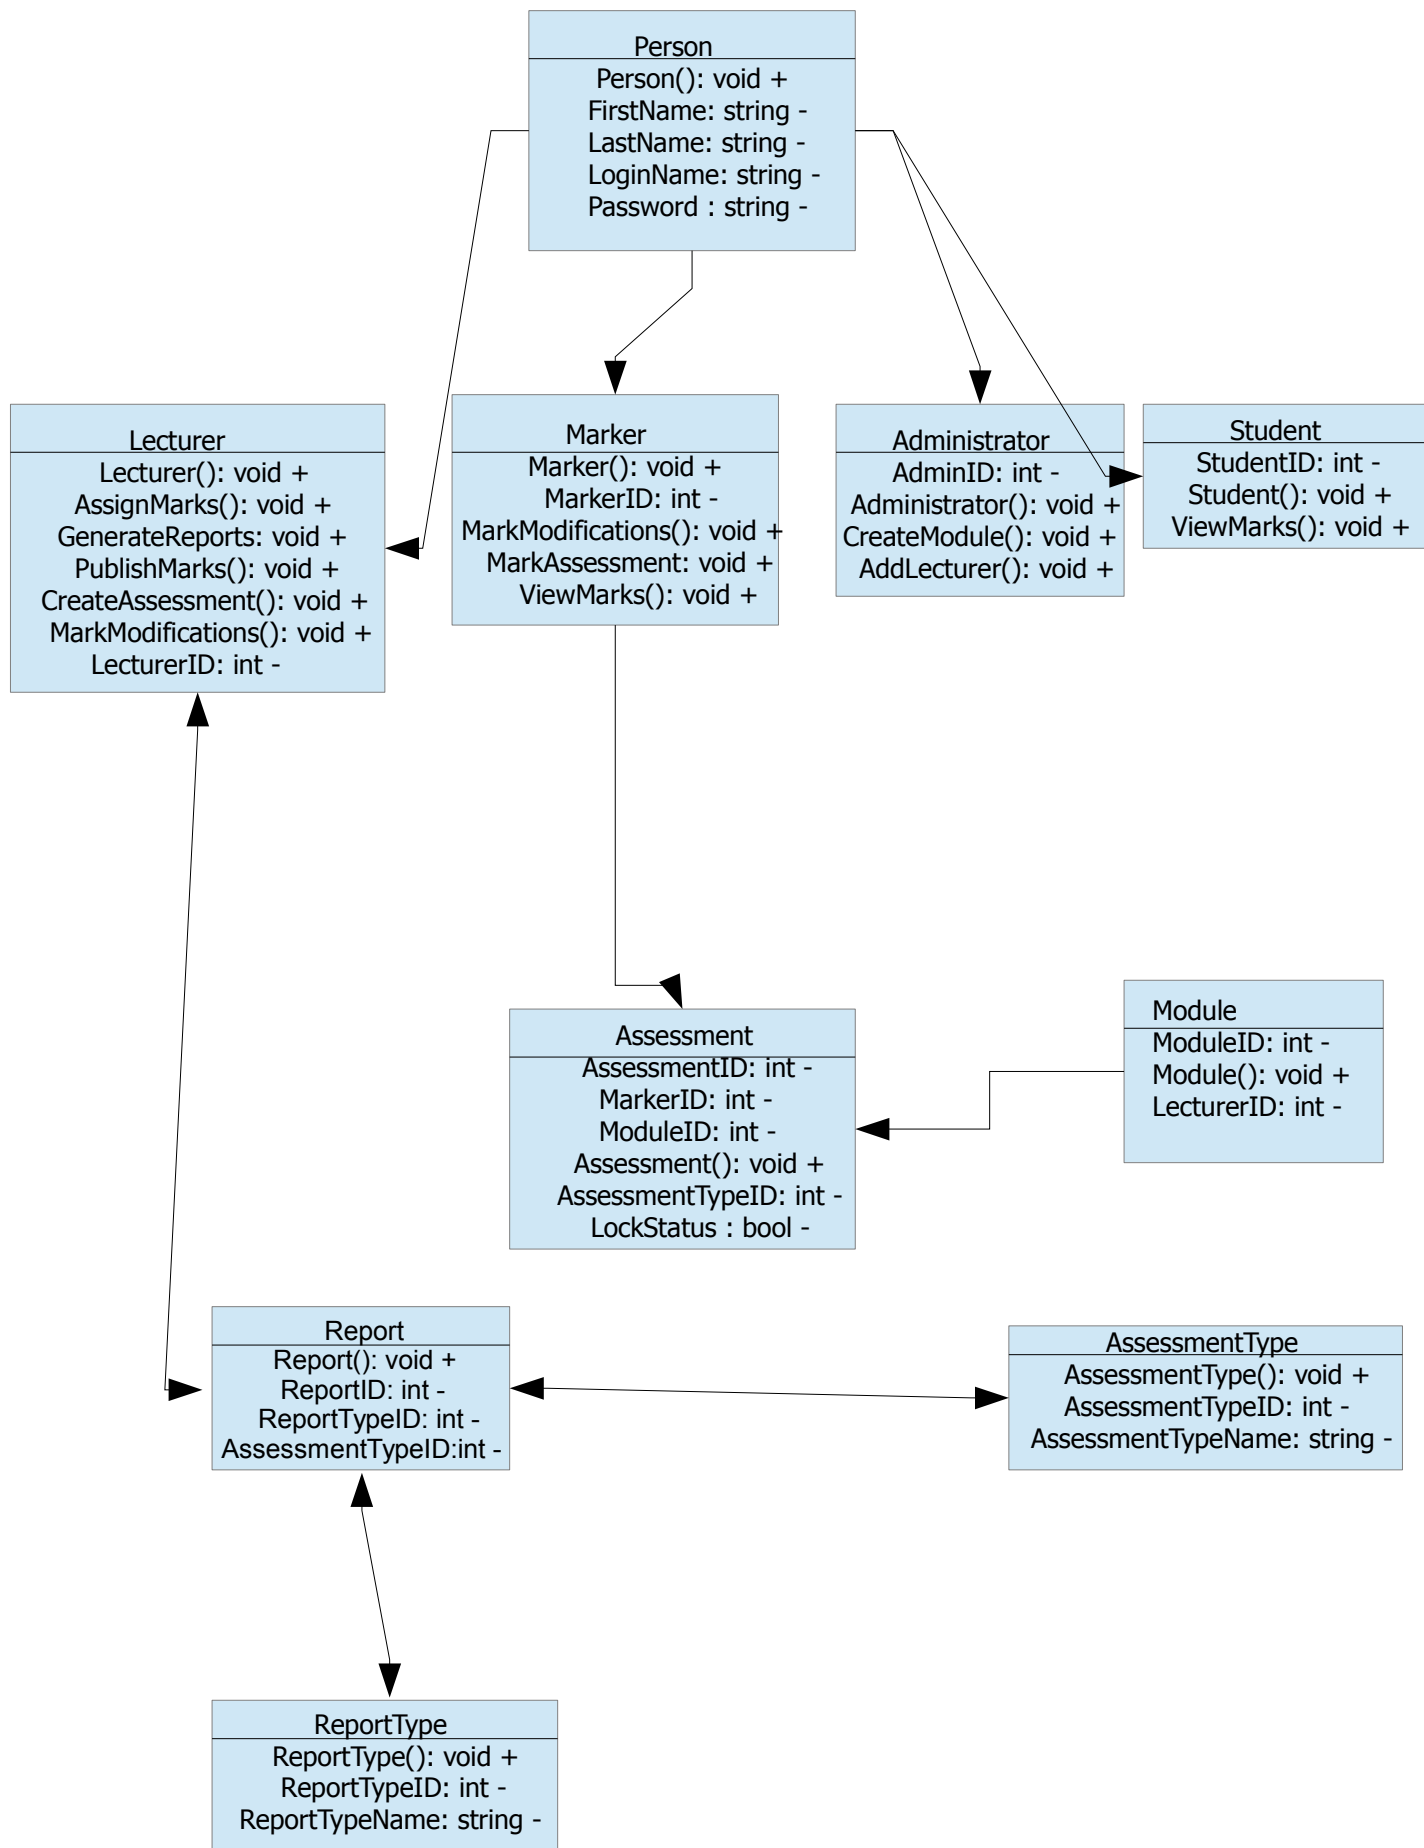 Person
Person(): void +
FirstName: string -
LastName: string -
LoginName: string -
Password : string -
Lecturer
Lecturer(): void +
AssignMarks(): void +
GenerateReports: void +
PublishMarks(): void +
CreateAssessment(): void +
MarkModifications(): void +
LecturerID: int -
Marker
Marker(): void +
MarkerID: int -
MarkModifications(): void +
MarkAssessment: void +
ViewMarks(): void +
Administrator
AdminID: int -
Administrator(): void +
CreateModule(): void +
AddLecturer(): void +
Student
StudentID: int -
Student(): void +
ViewMarks(): void +
Assessment
AssessmentID: int -
MarkerID: int -
ModuleID: int -
Assessment(): void +
AssessmentTypeID: int -
LockStatus : bool -
Module
ModuleID: int -
Module(): void +
LecturerID: int -
Report
Report(): void +
ReportID: int -
ReportTypeID: int -
AssessmentTypeID:int -
AssessmentType
AssessmentType(): void +
AssessmentTypeID: int -
AssessmentTypeName: string -
ReportType
ReportType(): void +
ReportTypeID: int -
ReportTypeName: string -